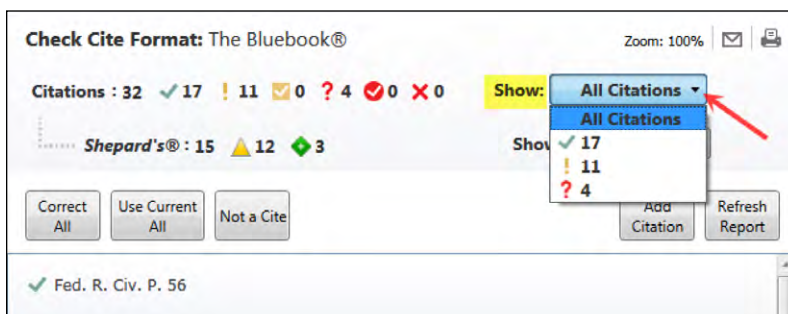 Check Cite Format: The Bluebook® Zoom: 100%
Citations : 32 17 ! 11 0 ? 4 0 0 Show: All Citations
All Citations
Shepard's® : 15 12 3 Show 17
! 11
? 4
Correct All Use Current All Not a Cite Add Citation Refresh Report
Fed. R. Civ. P. 56